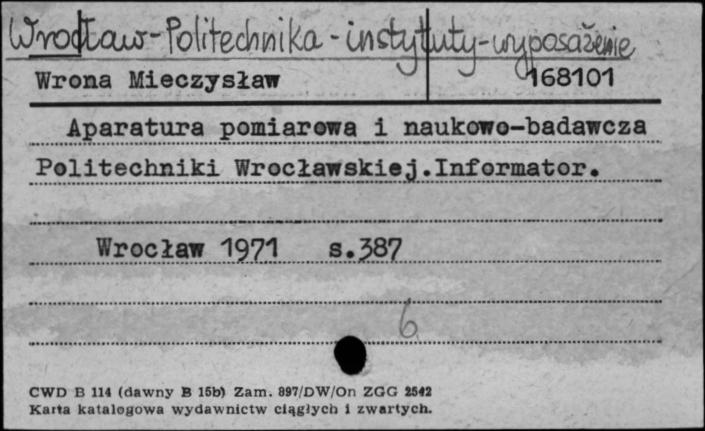 Wrocław-Politechnika-instytuty-wyposażenie
Wrona Mieczysław 168101
Aparatura pomiarowa i naukowo-badawcza
Politechniki Wrocławskiej.Informator.
Wrocław 1971 s.387
6
CWD B 114 (dawny B 15b) Zam. 897/DW/On ZGG 2542
Karta katalogowa wydawnictw ciągłych i zwartych.